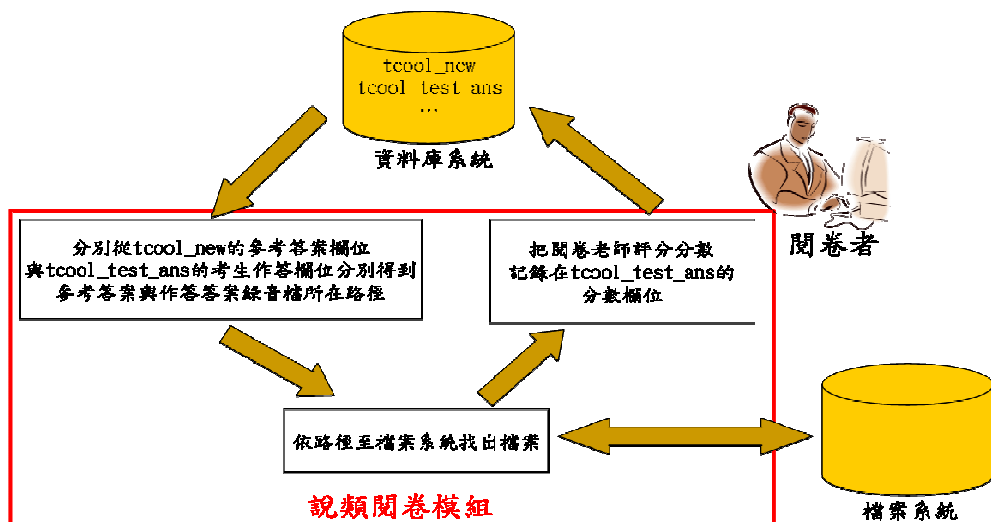 tcool_new
tcool_test_ans
...
資料庫系統
分別從tcool_new的參考答案欄位
與tcool_test_ans的考生作答欄位分別得到
參考答案與作答答案錄音檔所在路徑
把閱卷老師評分分數
記錄在tcool_test_ans的
分數欄位
閱卷者
依路徑至檔案系統找出檔案
說類閱卷模組
檔案系統